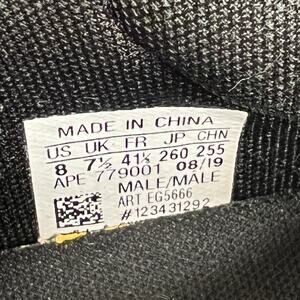 MADE IN CHINA
US UK FR JP CHN
8 7½ 41⅓ 260 255
APE 779001 08/19
MALE/MALE
ART EG5666
#123431292